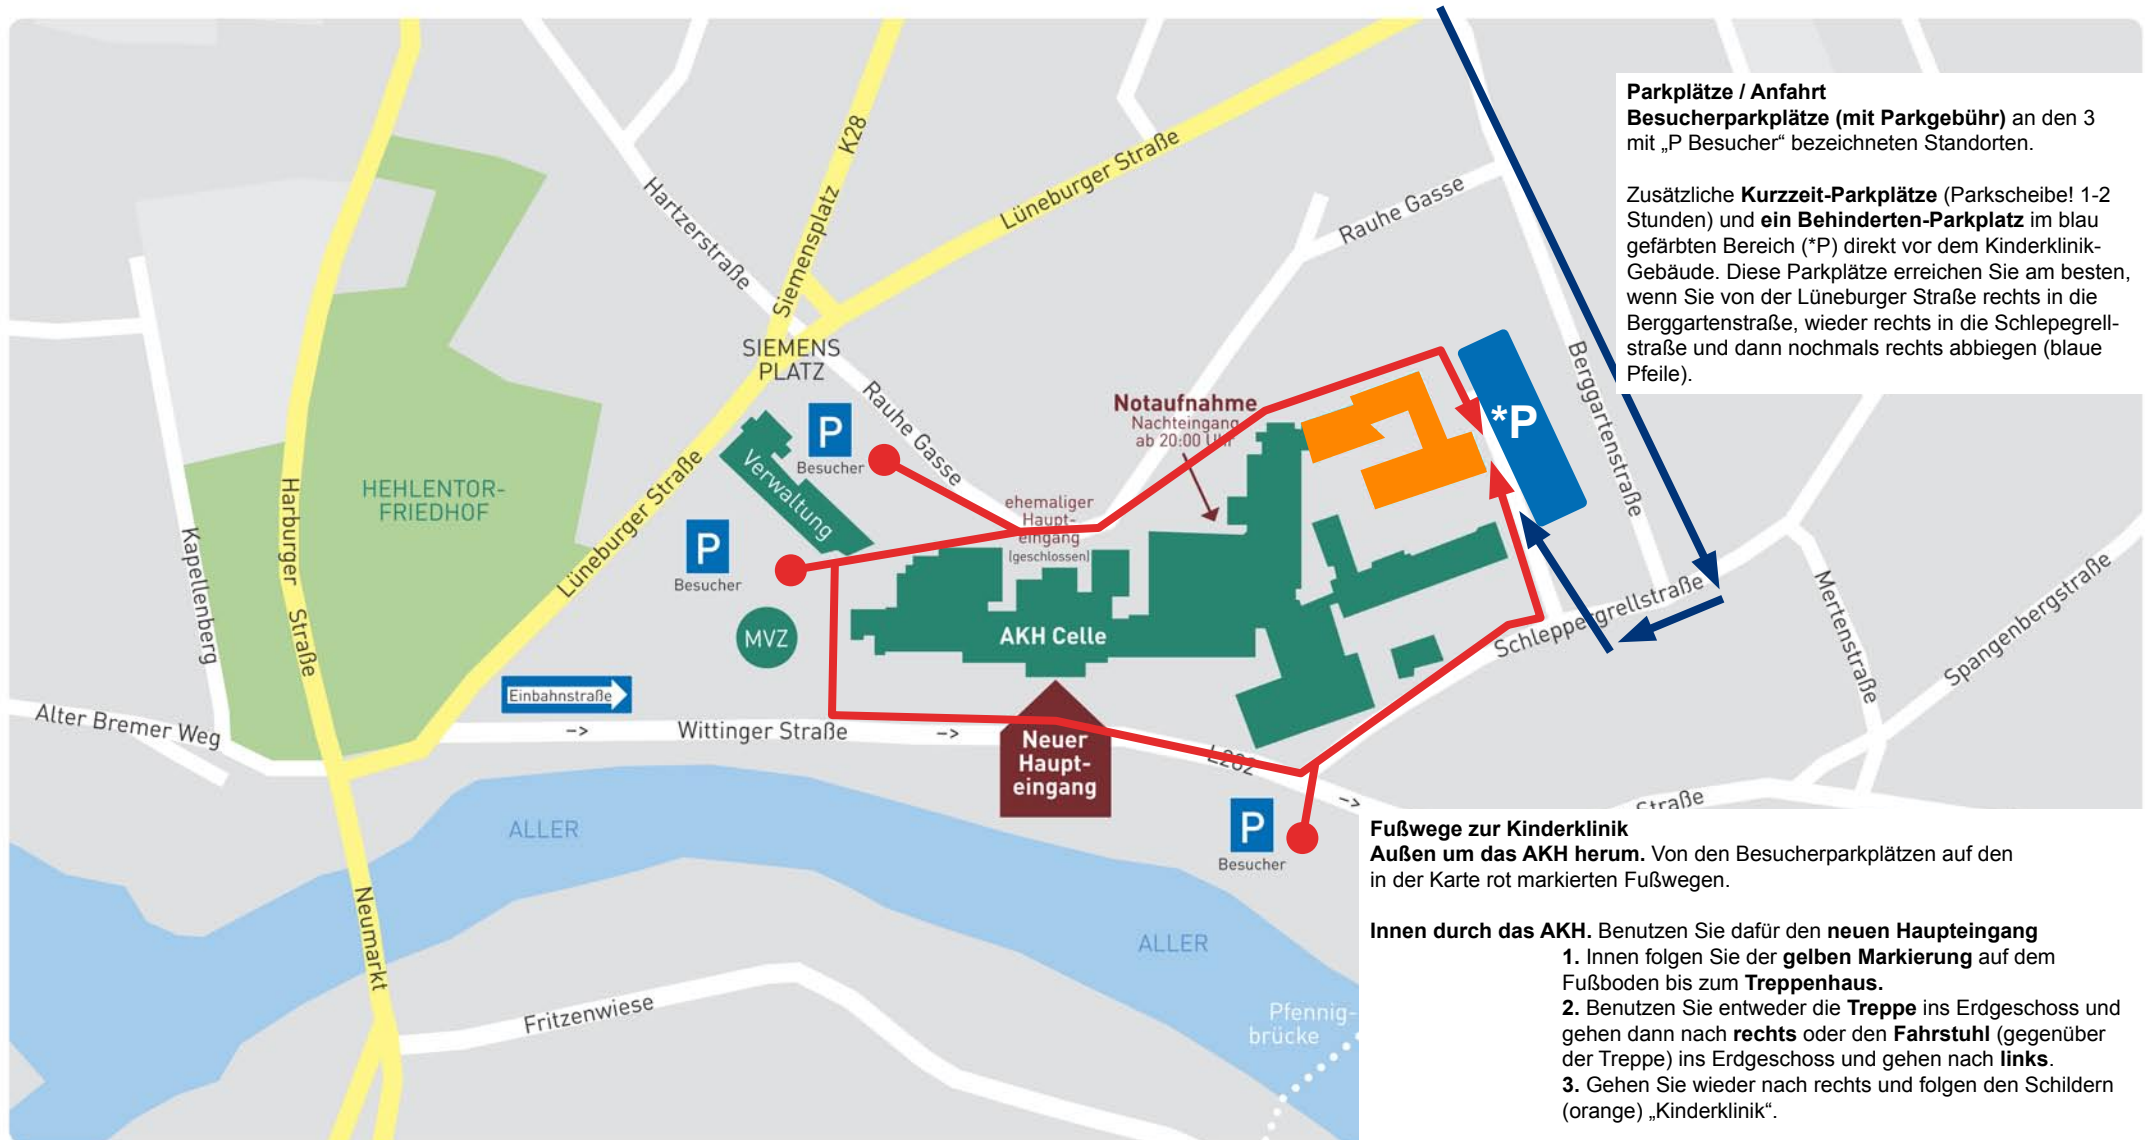 Parkplätze / Anfahrt
Besucherparkplätze (mit Parkgebühr) an den 3
mit „P Besucher“ bezeichneten Standorten.
Zusätzliche Kurzzeit-Parkplätze (Parkscheibe! 1-2
Stunden) und ein Behinderten-Parkplatz im blau
gefärbten Bereich (*P) direkt vor dem Kinderklinik-
Gebäude. Diese Parkplätze erreichen Sie am besten,
wenn Sie von der Lüneburger Straße rechts in die
Berggartenstraße, wieder rechts in die Schlepegrell-
straße und dann nochmals rechts abbiegen (blaue
Pfeile).
K28
Siemensplatz
Lüneburger Straße
Hartzerstraße
Rauhe Gasse
SIEMENS
PLATZ
Rauhe Gasse
Berggartenstraße
Notaufnahme
Nachteingang
ab 20:00 Uhr
*P
P
Besucher
Verwaltung
HEHLENTOR-
FRIEDHOF
Harburger Straße
Lüneburger Straße
Kapellenberg
ehemaliger
Haupt-
eingang
(geschlossen)
P
Besucher
MVZ
AKH Celle
Schleppergrellstraße
Mertenstraße
Spangenbergstraße
Einbahnstraße
Alter Bremer Weg
–>
Wittinger Straße
–>
Neuer
Haupt-
eingang
L282
–>
Straße
P
Besucher
ALLER
ALLER
Neumarkt
Fritzenwiese
Pfennig-
brücke
Fußwege zur Kinderklinik
Außen um das AKH herum. Von den Besucherparkplätzen auf den
in der Karte rot markierten Fußwegen.
Innen durch das AKH. Benutzen Sie dafür den neuen Haupteingang
1. Innen folgen Sie der gelben Markierung auf dem
Fußboden bis zum Treppenhaus.
2. Benutzen Sie entweder die Treppe ins Erdgeschoss und
gehen dann nach rechts oder den Fahrstuhl (gegenüber
der Treppe) ins Erdgeschoss und gehen nach links.
3. Gehen Sie wieder nach rechts und folgen den Schildern
(orange) „Kinderklinik“.